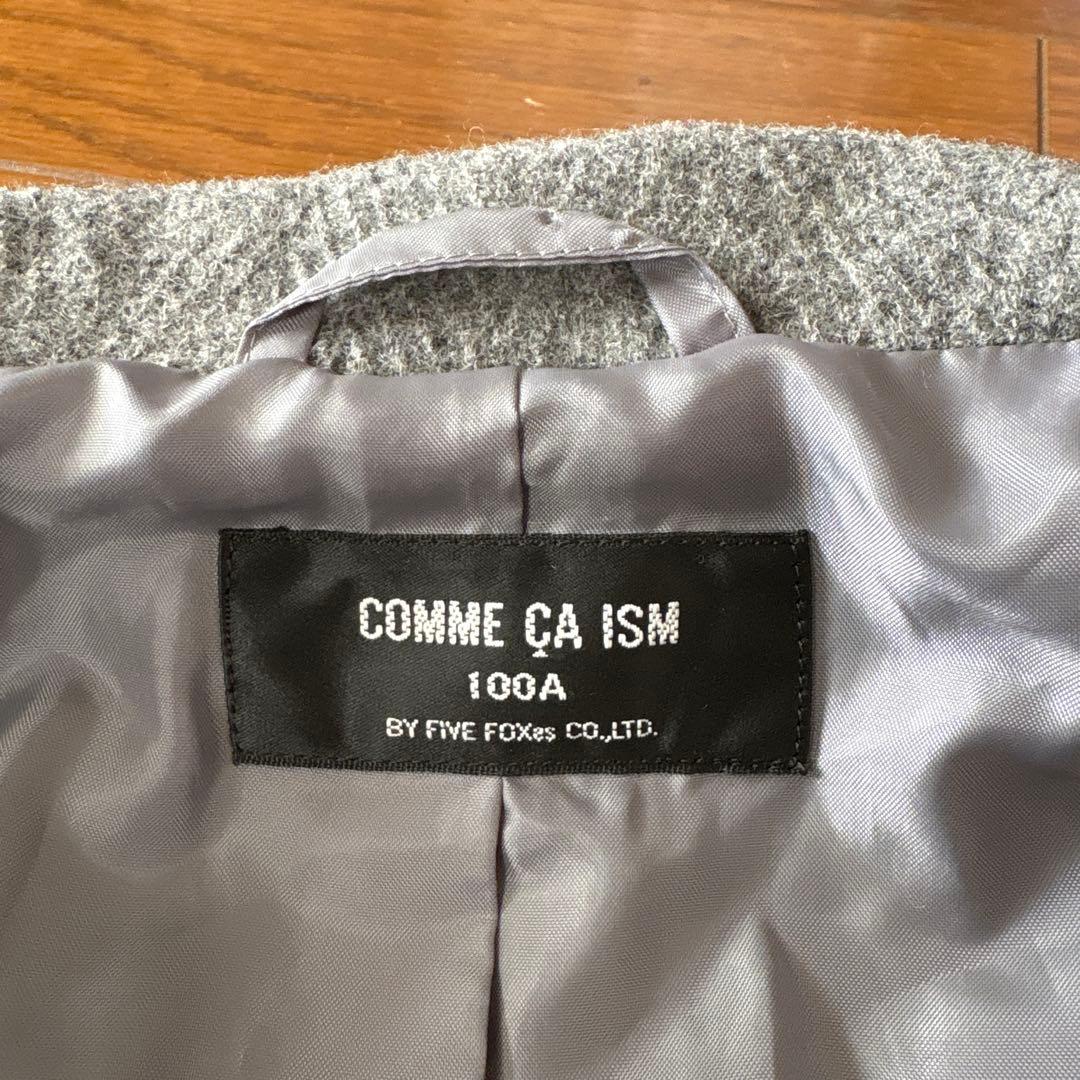 COMME ÇA ISM
100A
BY FIVE FOXes CO.,LTD.